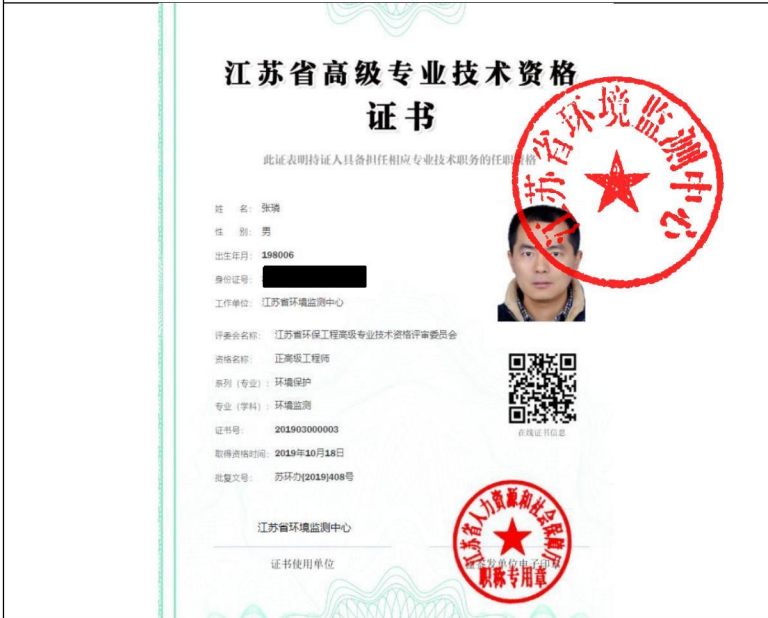 江苏省高级专业技术资格
证书
此证表明持证人具备担任相应专业技术职务的任职资格
江苏省环境监测中心
姓 名: 张璘
性 别: 男
出生年月: 198006
身份证号:
工作单位: 江苏省环境监测中心
评委会名称: 江苏省环保工程高级专业技术资格评审委员会
资格名称: 正高级工程师
系列(专业): 环境保护
专业(学科): 环境监测
在线证书信息
证书号: 201903000003
取得资格时间: 2019年10月18日
批复文号: 苏环办[2019]408号
江苏省环境监测中心
证书使用单位
江苏省人力资源和社会保障厅
职称专用章
发单位电子印